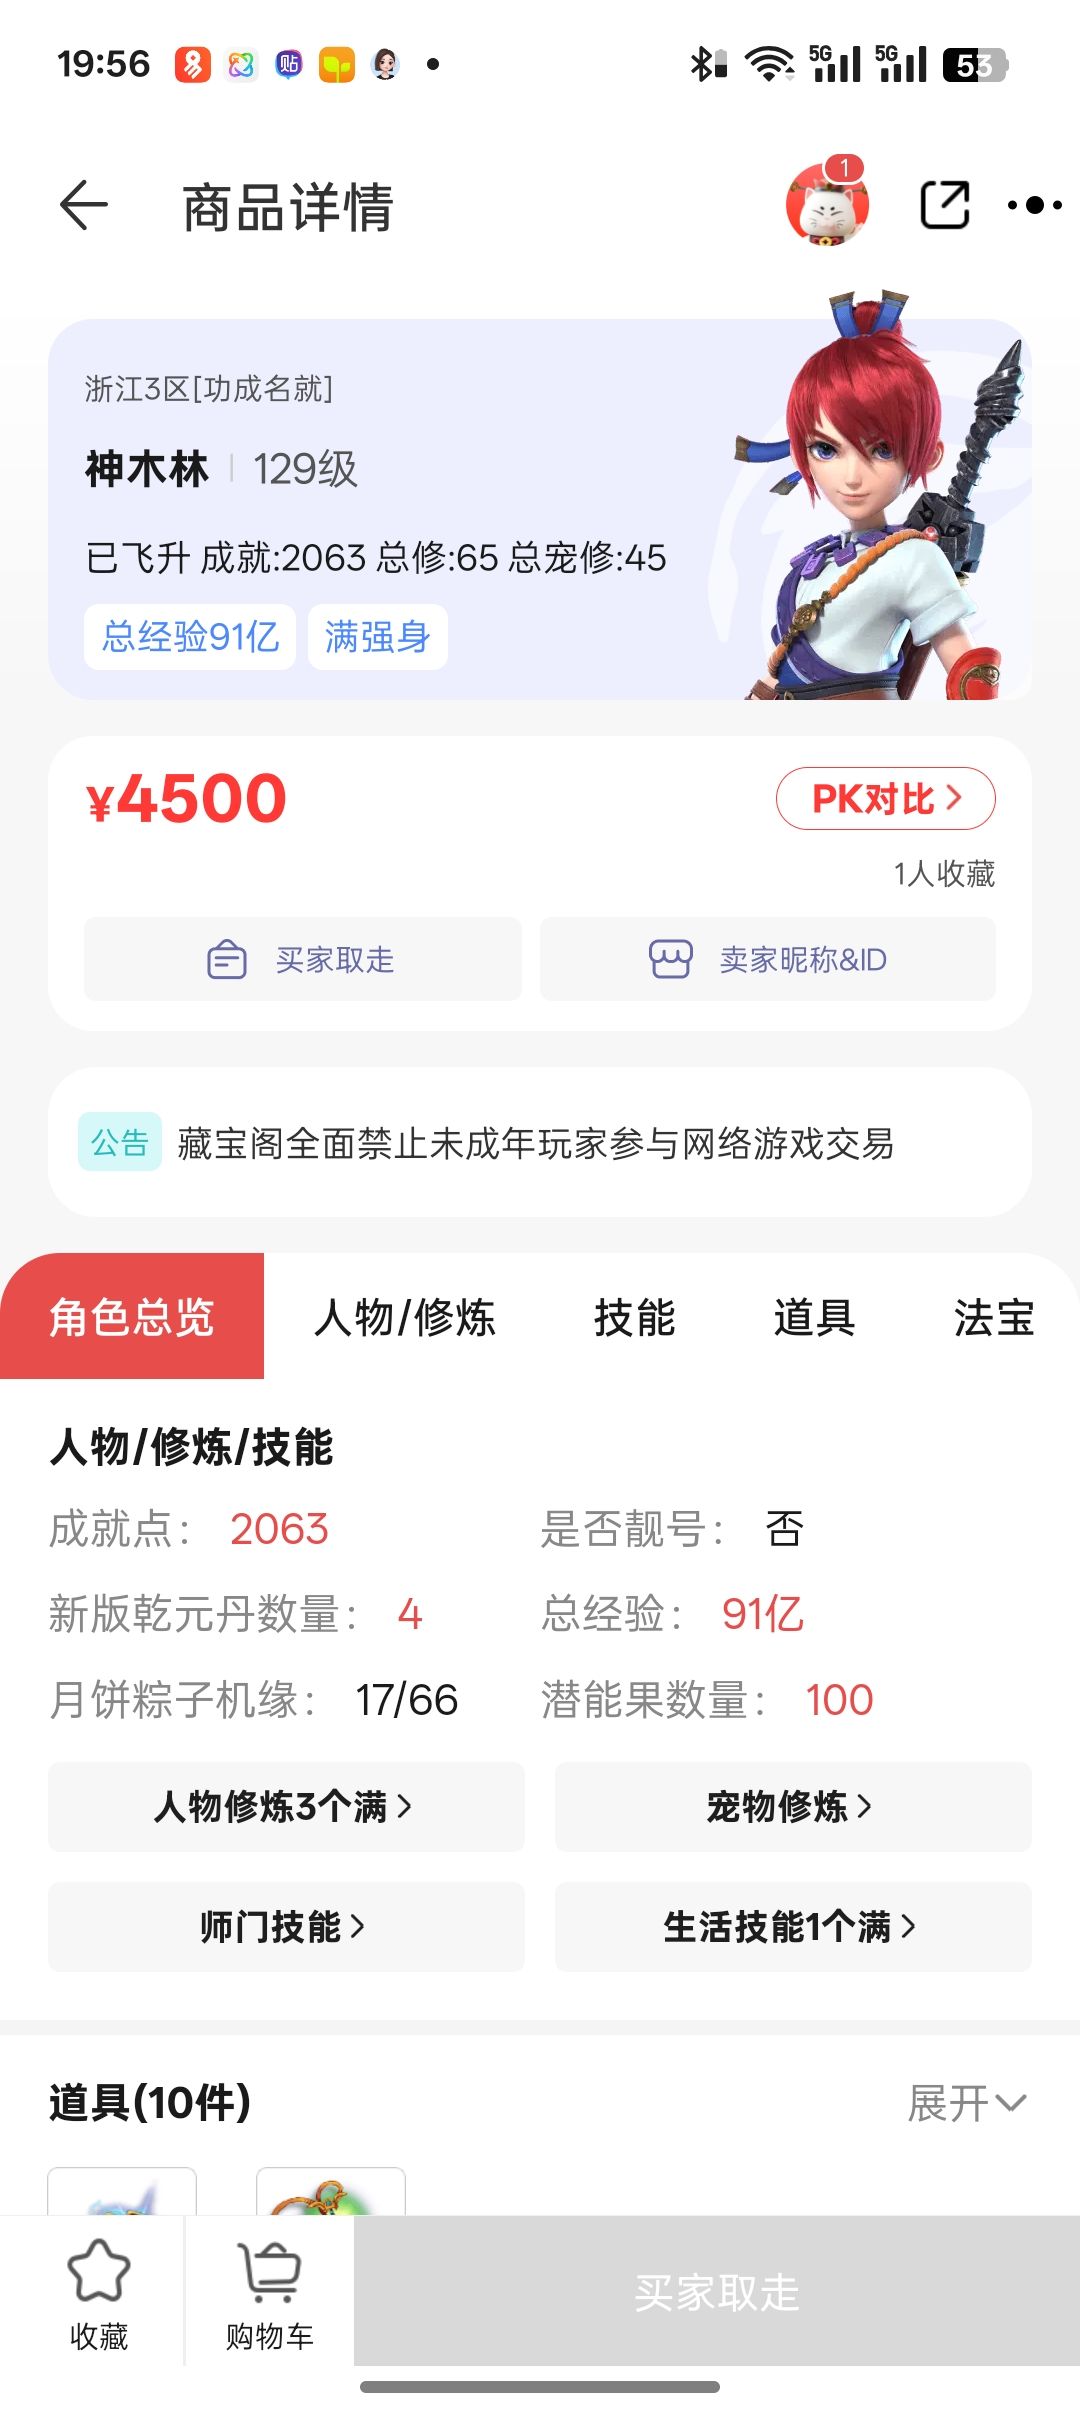 19:56
贴
5G
5G
53
商品详情
1
浙江3区[功成名就]
神木林
129级
已飞升 成就:2063 总修:65 总宠修:45
总经验91亿
满强身
¥4500
PK对比
1人收藏
买家取走
卖家昵称&ID
公告
藏宝阁全面禁止未成年玩家参与网络游戏交易
角色总览
人物/修炼
技能
道具
法宝
人物/修炼/技能
成就点： 2063
是否靓号： 否
新版乾元丹数量： 4
总经验： 91亿
月饼粽子机缘： 17/66
潜能果数量： 100
人物修炼3个满
宠物修炼
师门技能
生活技能1个满
道具(10件)
展开
收藏
购物车
买家取走